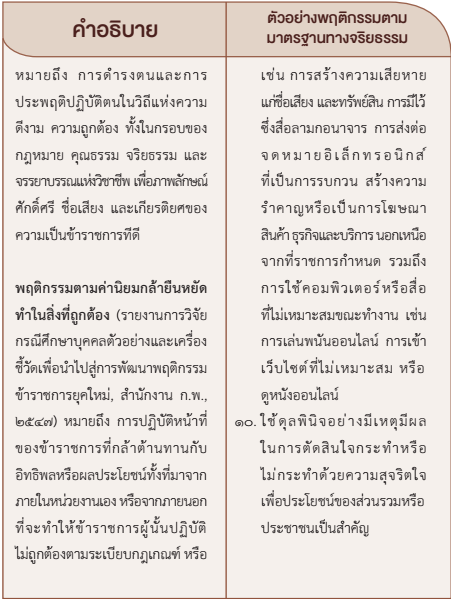 คำอธิบาย
หมายถึง การดำรงตนและการ
ประพฤติปฏิบัติตนในวิถีแห่งความ
ดีงาม ความถูกต้อง ทั้งในกรอบของ
กฎหมาย คุณธรรม จริยธรรม และ
จรรยาบรรณแห่งวิชาชีพ เพื่อภาพลักษณ์
ศักดิ์ศรี ชื่อเสียง และเกียรติยศของ
ความเป็นข้าราชการที่ดี
พฤติกรรมตามค่านิยมกล้ายืนหยัด
ทำในสิ่งที่ถูกต้อง (รายงานการวิจัย
กรณีศึกษาบุคคลตัวอย่างและเครื่อง
ชี้วัดเพื่อนำไปสู่การพัฒนาพฤติกรรม
ข้าราชการยุคใหม่, สำนักงาน ก.พ.,
๒๕๔๗) หมายถึง การปฏิบัติหน้าที่
ของข้าราชการที่กล้าต้านทานกับ
อิทธิพลหรือผลประโยชน์ทั้งที่มาจาก
ภายในหน่วยงานเอง หรือจากภายนอก
ที่จะทำให้ข้าราชการผู้นั้นปฏิบัติ
ไม่ถูกต้องตามระเบียบกฎเกณฑ์ หรือ
ตัวอย่างพฤติกรรมตาม
มาตรฐานทางจริยธรรม
เช่น การสร้างความเสียหาย
แก่ชื่อเสียง และทรัพย์สิน การมีไว้
ซึ่งสื่อลามกอนาจาร การส่งต่อ
จดหมายอิเล็กทรอนิกส์
ที่เป็นการรบกวน สร้างความ
รำคาญหรือเป็นการโฆษณา
สินค้า ธุรกิจและบริการ นอกเหนือ
จากที่ราชการกำหนด รวมถึง
การใช้คอมพิวเตอร์หรือสื่อ
ที่ไม่เหมาะสมขณะทำงาน เช่น
การเล่นพนันออนไลน์ การเข้า
เว็บไซต์ที่ไม่เหมาะสม หรือ
ดูหนังออนไลน์
๑๐. ใช้ดุลพินิจอย่างมีเหตุมีผล
ในการตัดสินใจกระทำหรือ
ไม่กระทำด้วยความสุจริตใจ
เพื่อประโยชน์ของส่วนรวมหรือ
ประชาชนเป็นสำคัญ